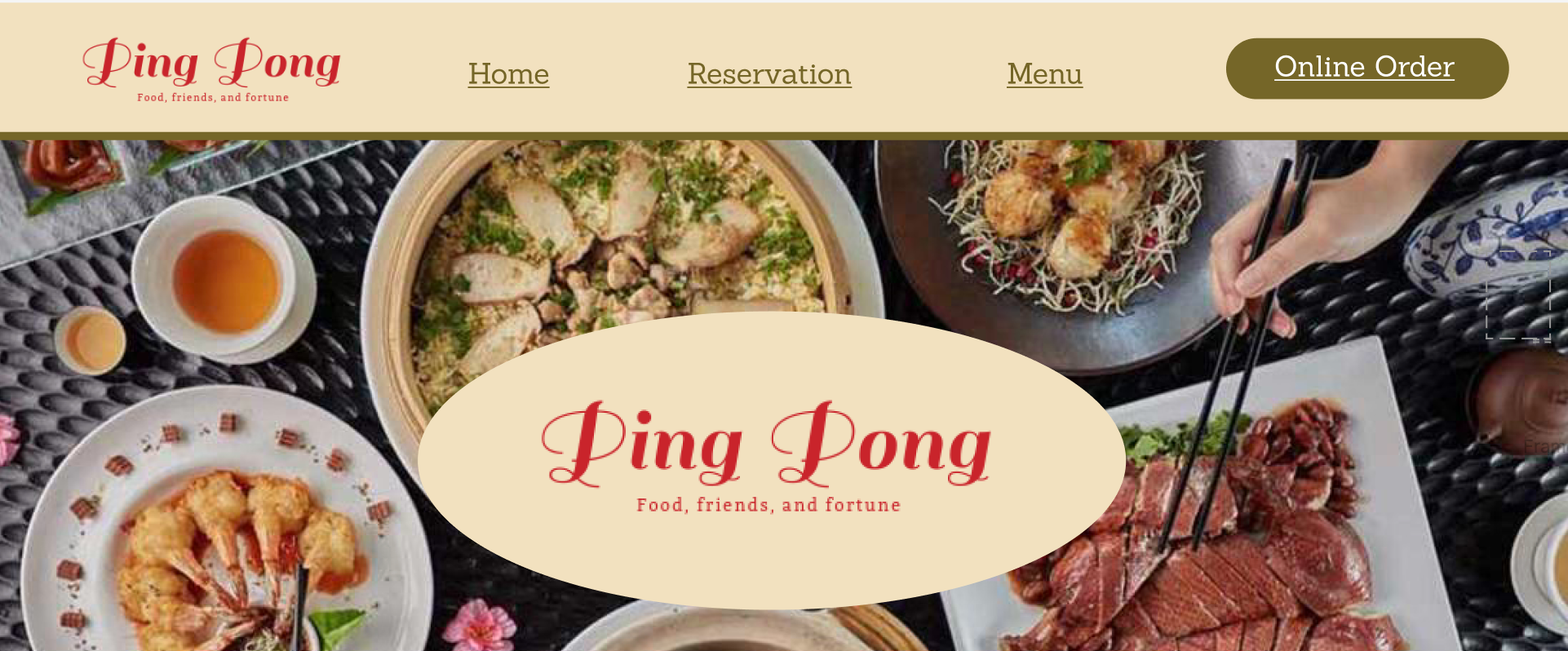 Ping Pong
Food, friends, and fortune
Home
Reservation
Menu
Online Order
Ping Pong
Food, friends, and fortune